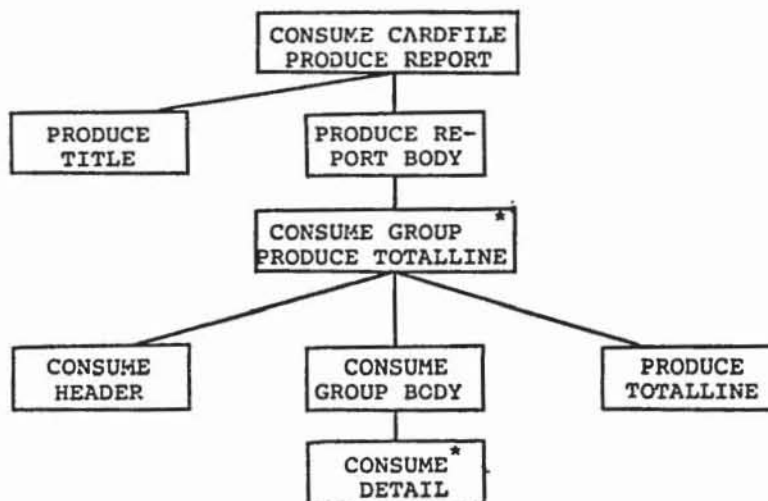 CONSUME CARDFILE
PRODUCE REPORT
PRODUCE
TITLE
PRODUCE RE-
PORT BODY
CONSUME GROUP *
PRODUCE TOTALLINE
CONSUME
HEADER
CONSUME
GROUP BODY
PRODUCE
TOTALLINE
CONSUME *
DETAIL